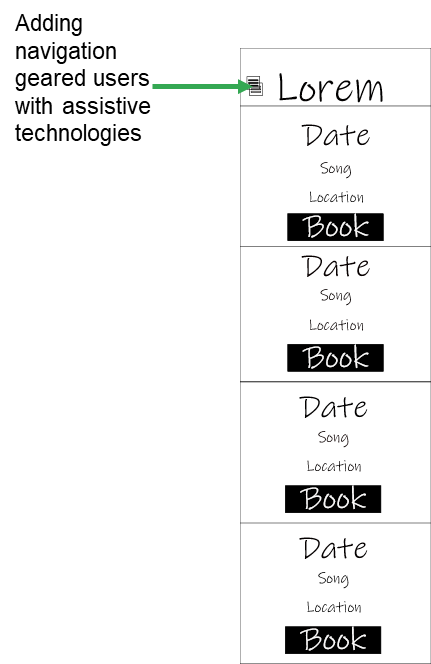 Adding
navigation
geared users
with assistive
technologies
Lorem
Date
Song
Location
Book
Date
Song
Location
Book
Date
Song
Location
Book
Date
Song
Location
Book